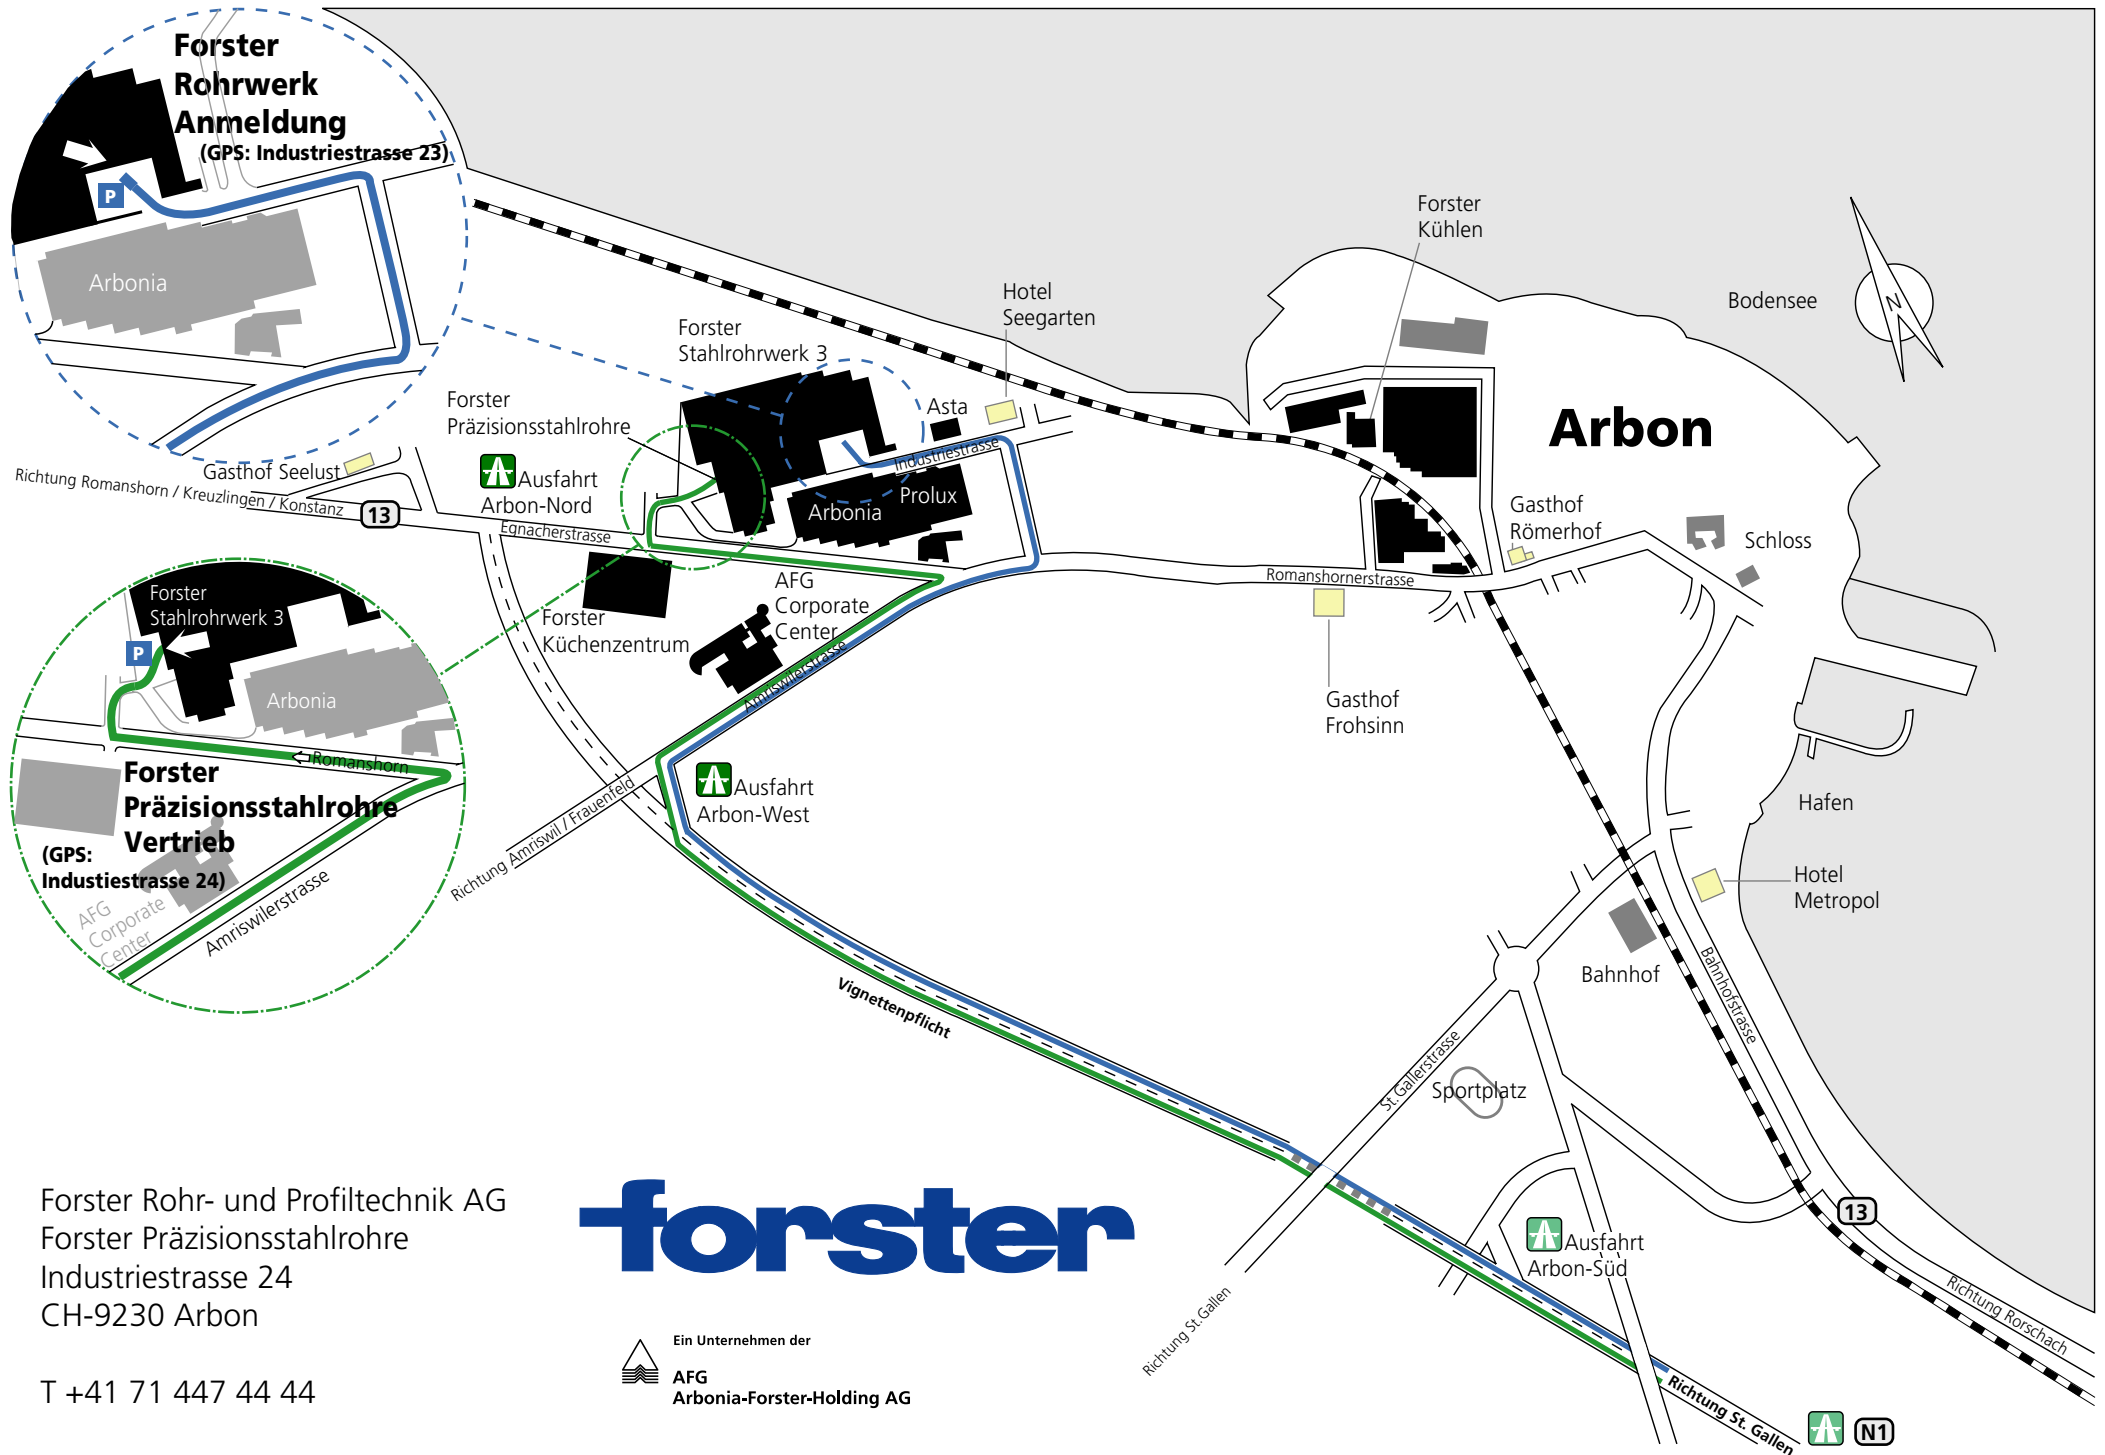 Forster
Rohrwerk
Anmeldung
(GPS: Industriestrasse 23)
P
Arbonia
Forster
Kühlen
Bodensee
N
Hotel
Seegarten
Forster
Stahlrohrwerk 3
Forster
Präzisionsstahlrohre
Asta
Industriestrasse
Arbon
Gasthof Seelust
Richtung Romanshorn / Kreuzlingen / Konstanz
13
Ausfahrt
Arbon-Nord
Egnacherstrasse
Prolux
Arbonia
Gasthof
Römerhof
Schloss
Romanshornerstrasse
AFG
Corporate
Center
Forster
Küchenzentrum
Amriswilerstrasse
Forster
Stahlrohrwerk 3
P
Arbonia
Romanshorn
Forster
Präzisionsstahlrohre
Vertrieb
(GPS:
Industiestrasse 24)
AFG
Corporate
Center
Amriswilerstrasse
Gasthof
Frohsinn
Ausfahrt
Arbon-West
Richtung Amriswil / Frauenfeld
Hafen
Hotel
Metropol
Bahnhof
Bahnhofstrasse
Vignettenpflicht
St.Gallerstrasse
Sportplatz
Forster Rohr- und Profiltechnik AG
Forster Präzisionsstahlrohre
Industriestrasse 24
CH-9230 Arbon
T +41 71 447 44 44
forster
Ein Unternehmen der
AFG
Arbonia-Forster-Holding AG
13
Ausfahrt
Arbon-Süd
Richtung St.Gallen
Richtung Rorschach
Richtung St. Gallen
N1